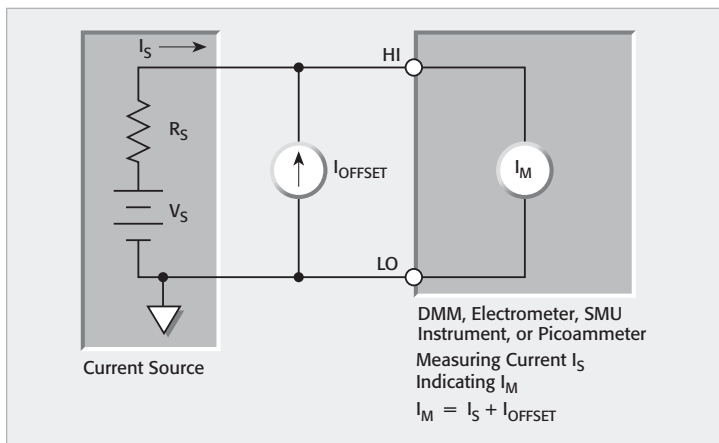 I_S
HI
R_S
I_OFFSET
I_M
V_S
LO
Current Source
DMM, Electrometer, SMU
Instrument, or Picoammeter
Measuring Current I_S
Indicating I_M
I_M = I_S + I_OFFSET